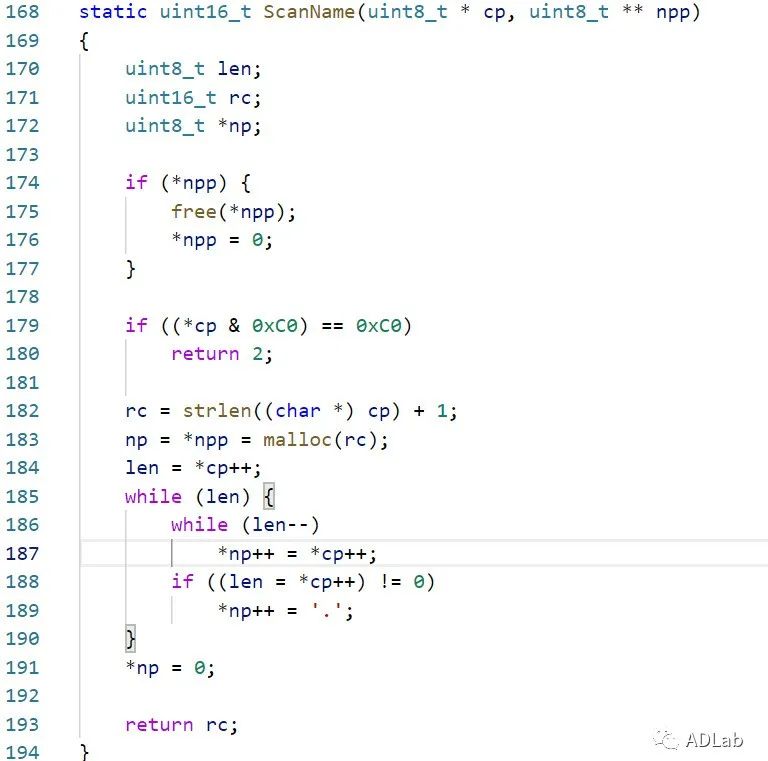 168 static uint16_t ScanName(uint8_t * cp, uint8_t ** npp)
169 {
170 uint8_t len;
171 uint16_t rc;
172 uint8_t *np;
173
174 if (*npp) {
175 free(*npp);
176 *npp = 0;
177 }
178
179 if ((*cp & 0xC0) == 0xC0)
180 return 2;
181
182 rc = strlen((char *) cp) + 1;
183 np = *npp = malloc(rc);
184 len = *cp++;
185 while (len) {
186 while (len--)
187 *np++ = *cp++;
188 if ((len = *cp++) != 0)
189 *np++ = '.';
190 }
191 *np = 0;
192
193 return rc;
194 }
ADLab